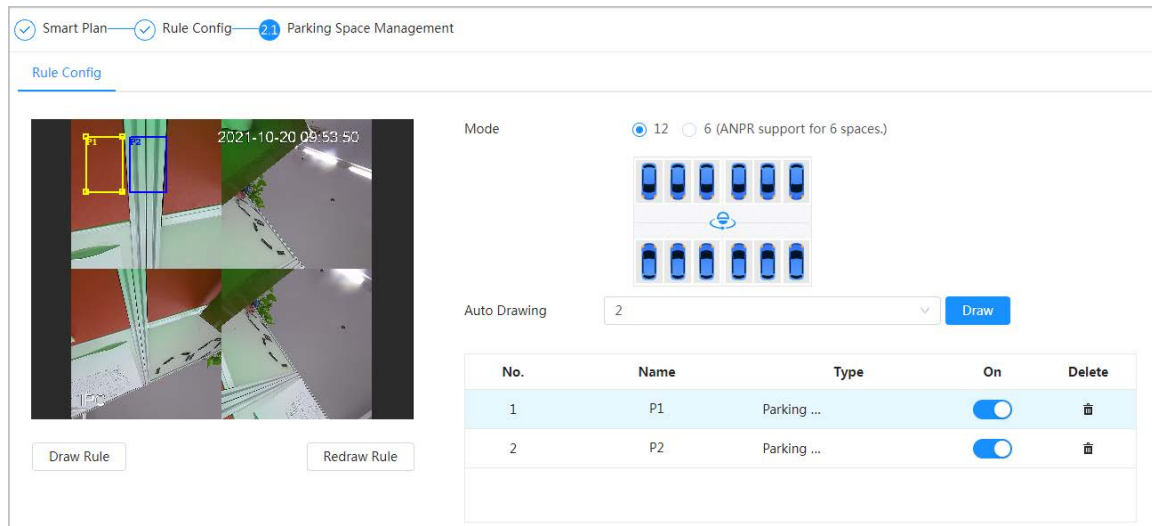 Smart Plan Rule Config 2.1 Parking Space Management
Rule Config
P1 P2 2021-10-20 09:53:50
IPC
Draw Rule Redraw Rule
Mode 12 6 (ANPR support for 6 spaces.)
Auto Drawing 2 Draw
No. Name Type On Delete
1 P1 Parking ...
2 P2 Parking ...